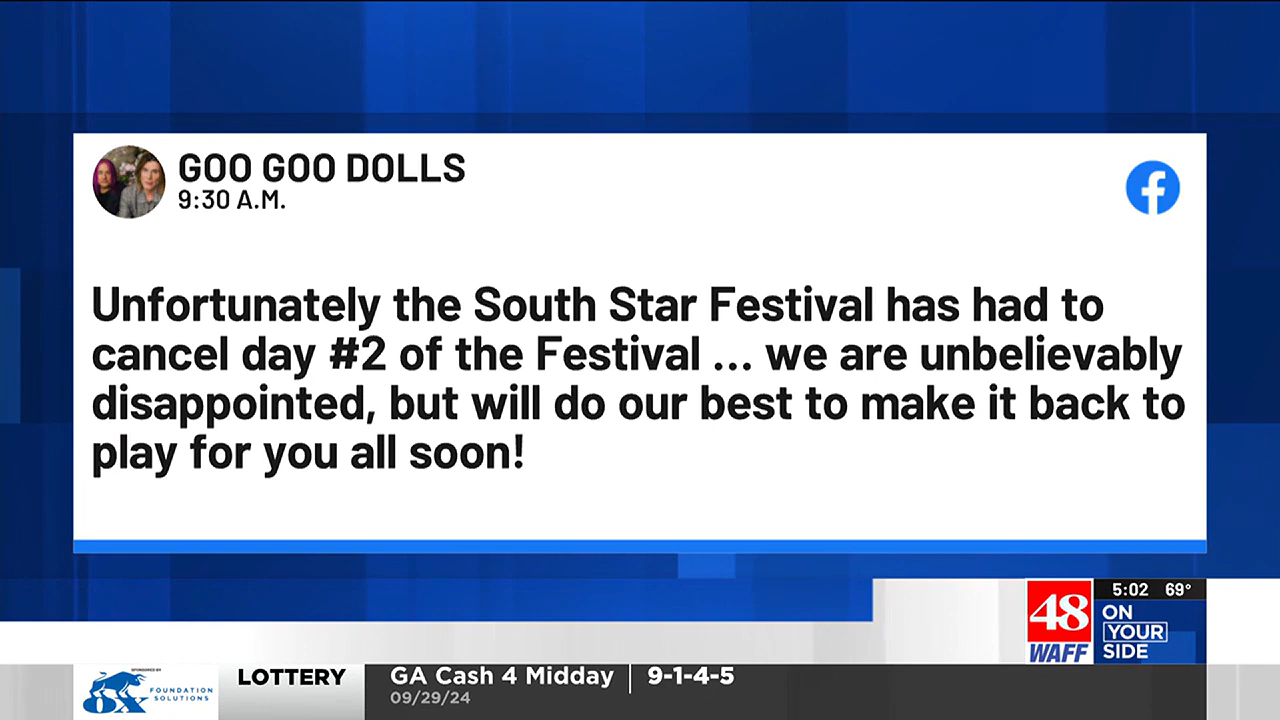 GOO GOO DOLLS
9:30 A.M.
Unfortunately the South Star Festival has had to
cancel day #2 of the Festival ... we are unbelievably
disappointed, but will do our best to make it back to
play for you all soon!
5:02 69°
48
WAFF
ON
YOUR
SIDE
SPONSORED BY
OX
FOUNDATION
SOLUTIONS
LOTTERY
GA Cash 4 Midday | 9-1-4-5
09/29/24